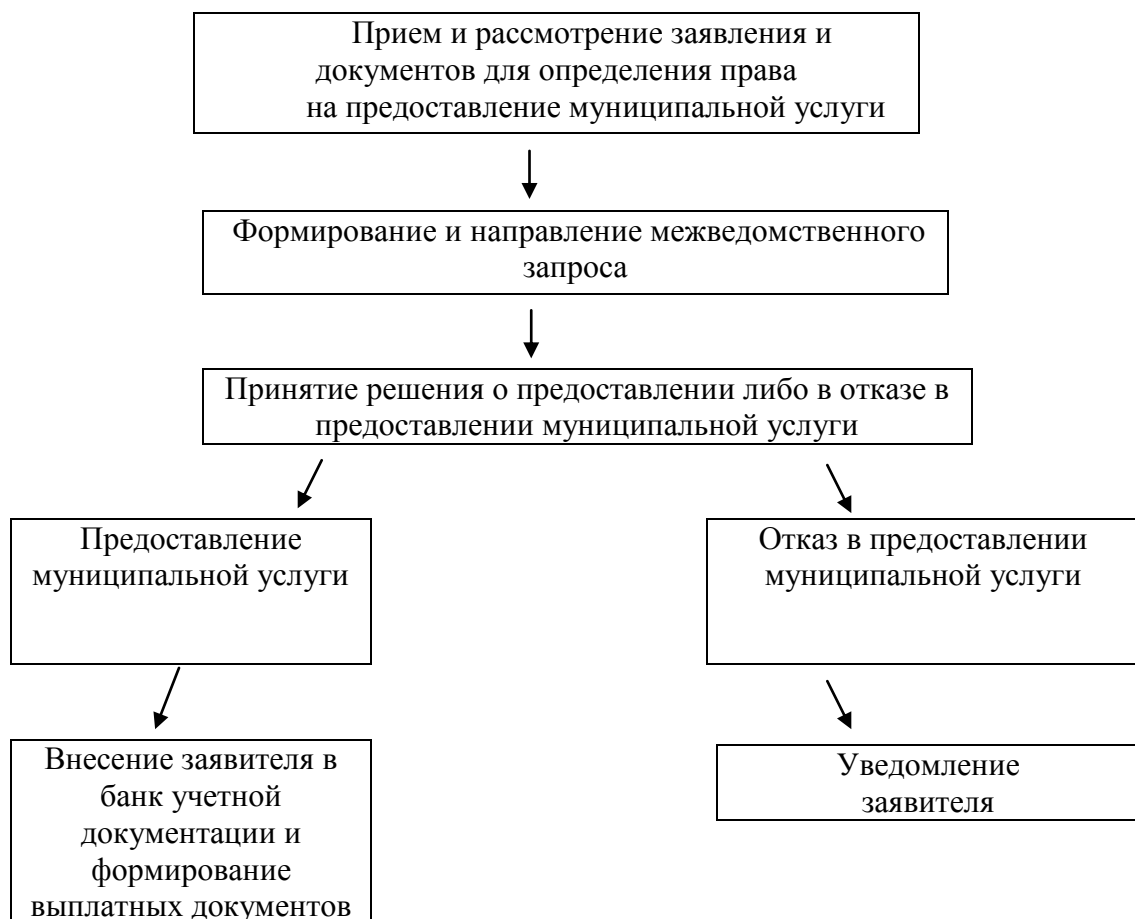 Прием и рассмотрение заявления и
документов для определения права
на предоставление муниципальной услуги
Формирование и направление межведомственного
запроса
Принятие решения о предоставлении либо в отказе в
предоставлении муниципальной услуги
Предоставление
муниципальной услуги
Отказ в предоставлении
муниципальной услуги
Внесение заявителя в
банк учетной
документации и
формирование
выплатных документов
Уведомление
заявителя